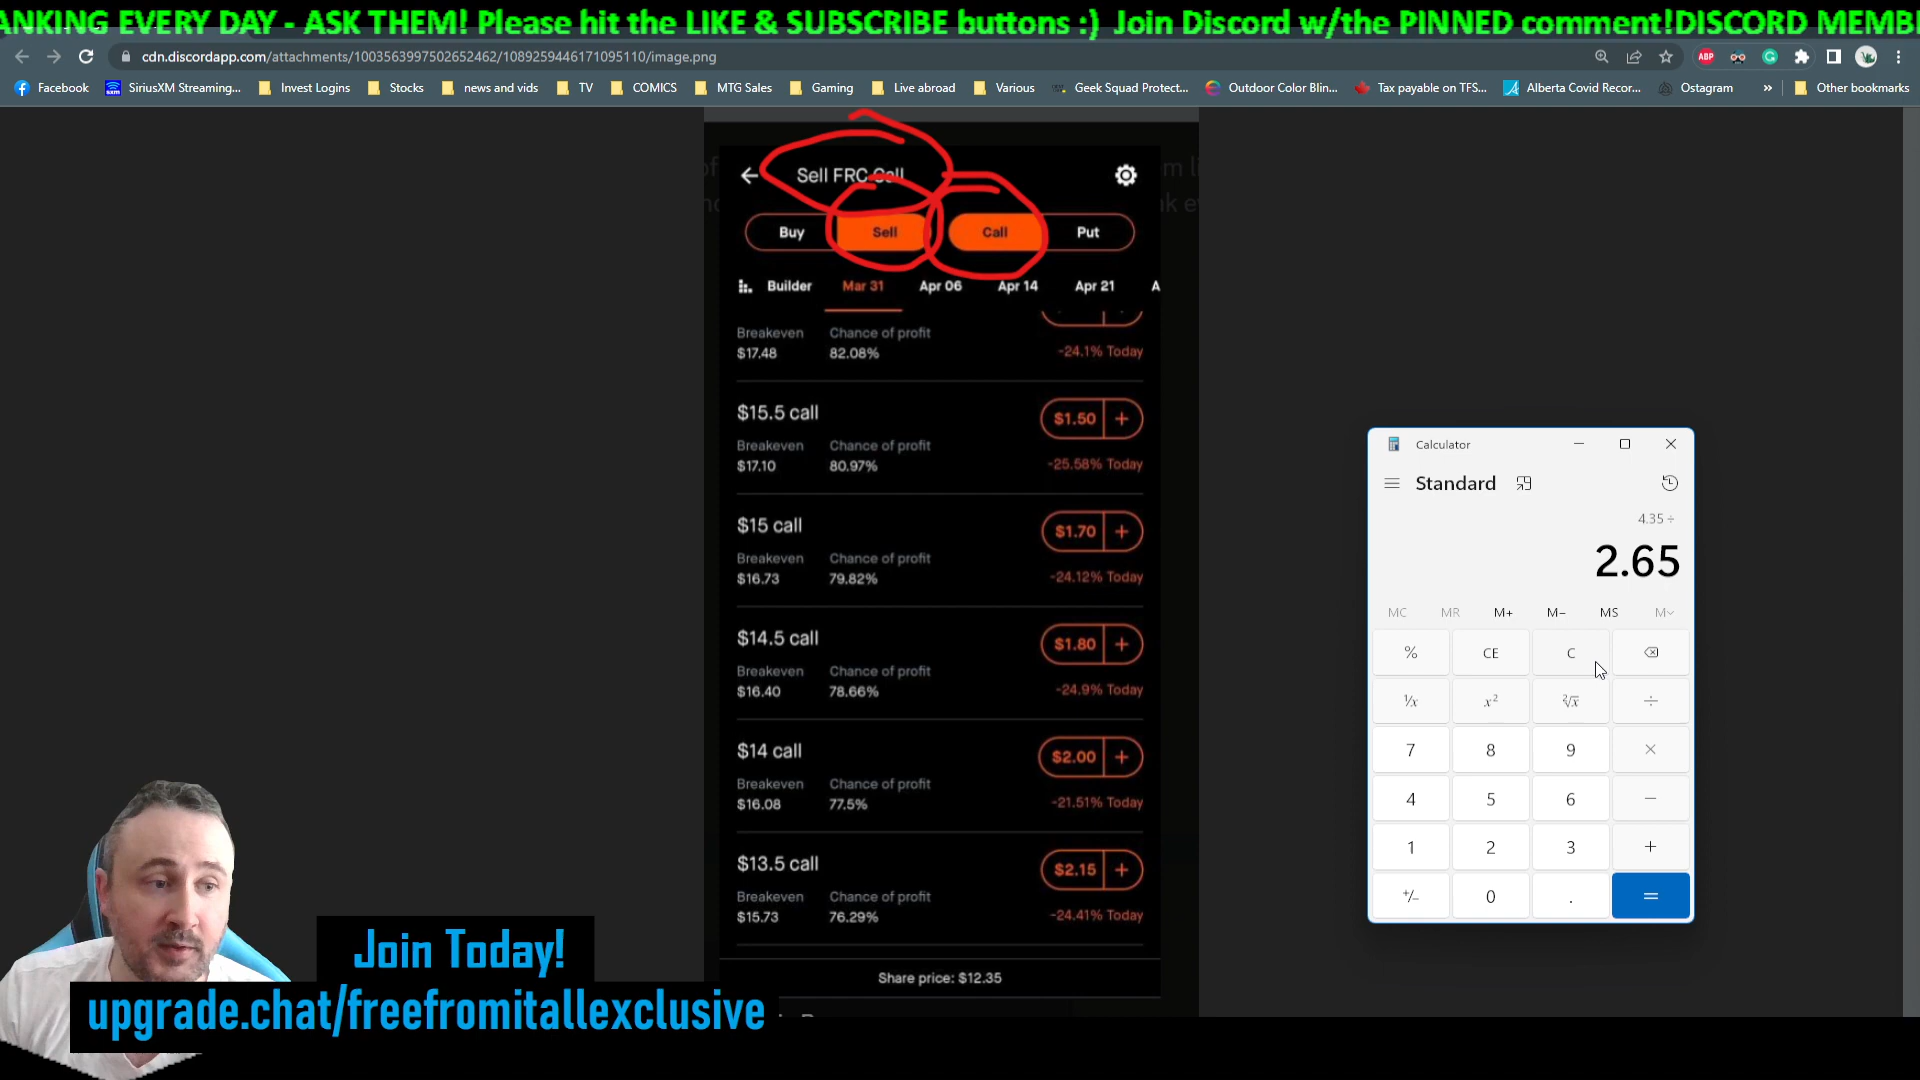 ANKING EVERY DAY - ASK THEM! Please hit the LIKE & SUBSCRIBE buttons :) Join Discord w/the PINNED comment!DISCORD MEMB
cdn.discordapp.com/attachments/1003563997502652462/1089259446171095110/image.png
ABP
Facebook
SiriusXM Streaming...
Invest Logins
Stocks
news and vids
TV
COMICS
MTG Sales
Gaming
Live abroad
Various
Geek Squad Protect...
Outdoor Color Blin...
Tax payable on TFS...
Alberta Covid Recor...
Ostagram
»
Other bookmarks
Sell FRC Call
Buy
Sell
Call
Put
Builder
Mar 31
Apr 06
Apr 14
Apr 21
A
Breakeven
Chance of profit
$17.48
82.08%
-24.1% Today
$15.5 call
$1.50 +
Breakeven
Chance of profit
$17.10
80.97%
-25.58% Today
$15 call
$1.70 +
Breakeven
Chance of profit
$16.73
79.82%
-24.12% Today
$14.5 call
$1.80 +
Breakeven
Chance of profit
$16.40
78.66%
-24.9% Today
$14 call
$2.00 +
Breakeven
Chance of profit
$16.08
77.5%
-21.51% Today
$13.5 call
$2.15 +
Breakeven
Chance of profit
$15.73
76.29%
-24.41% Today
Share price: $12.35
Calculator
Standard
4.35 ÷
2.65
MC MR M+ M− MS M˅
% CE C
¹/x x² ²√x ÷
7 8 9 ×
4 5 6 −
1 2 3 +
+/− 0 . =
Join Today!
upgrade.chat/freefromitallexclusive